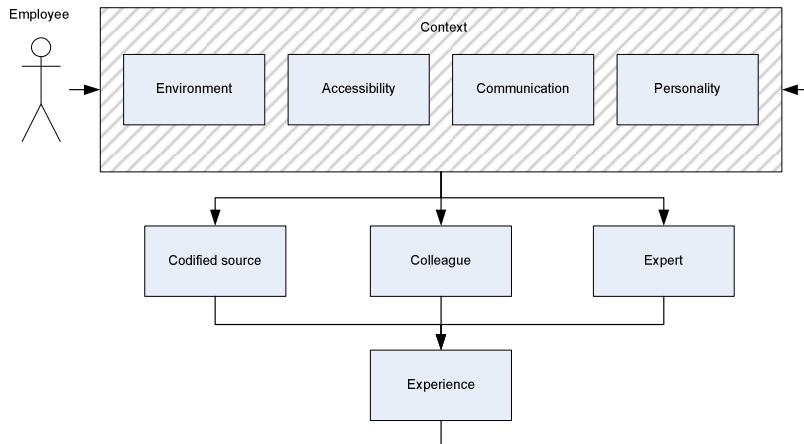 Employee
Context
Environment
Accessibility
Communication
Personality
Codified source
Colleague
Expert
Experience